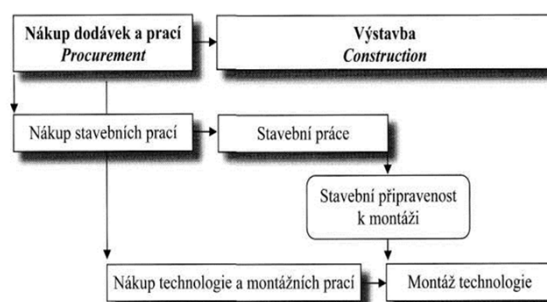 Nákup dodávek a prací
Procurement
Výstavba
Construction
Nákup stavebních prací
Stavební práce
Stavební připravenost
k montáži
Nákup technologie a montážních prací
Montáž technologie